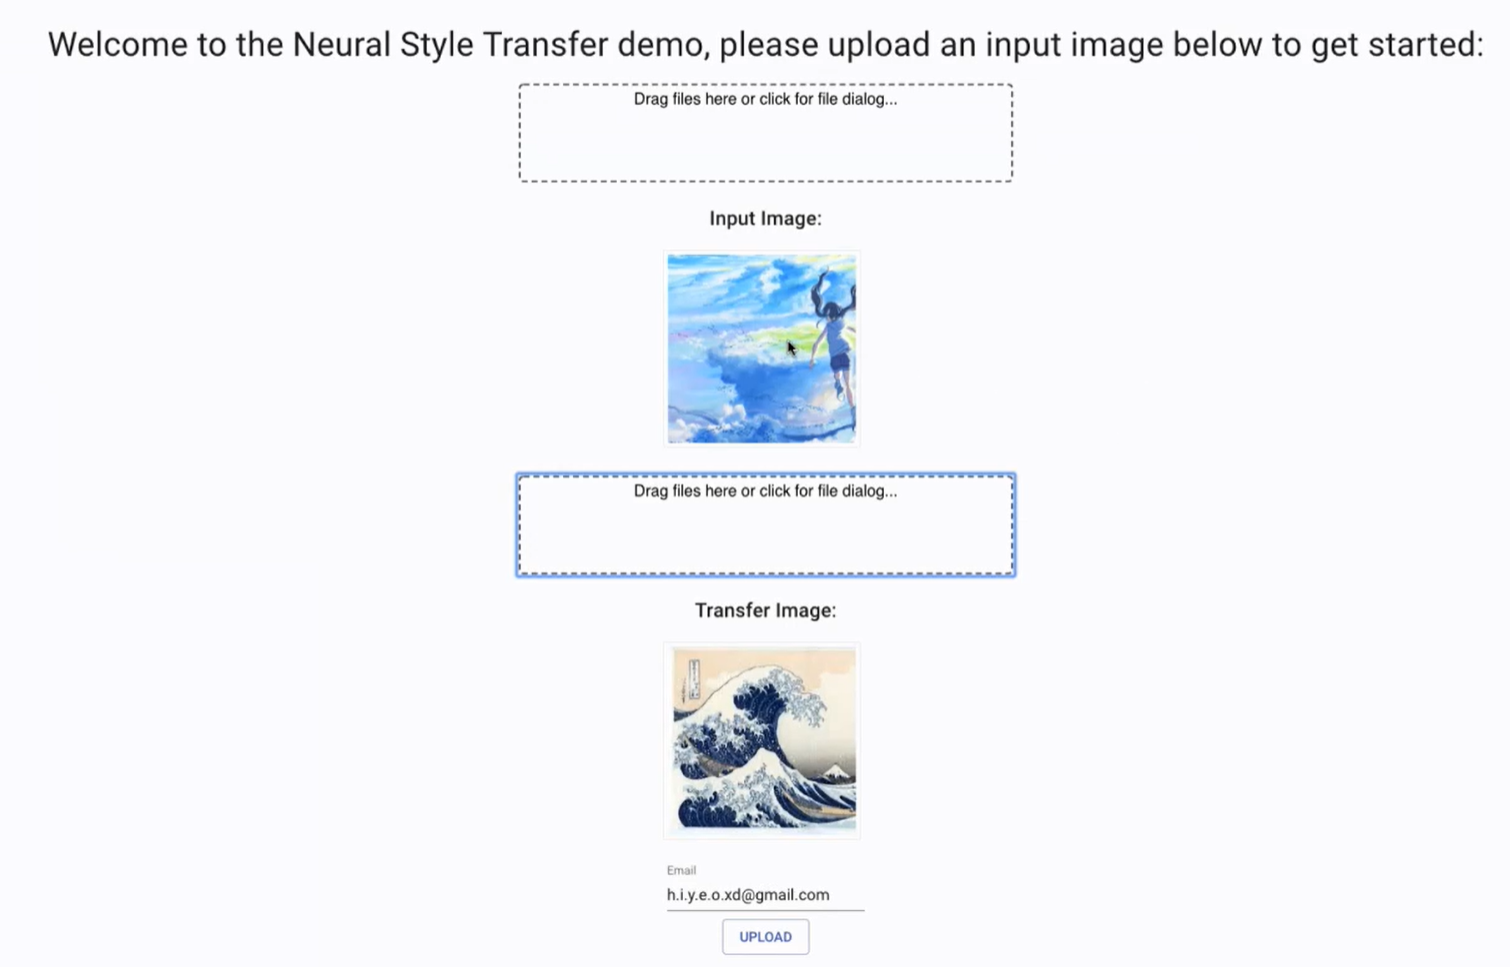 Welcome to the Neural Style Transfer demo, please upload an input image below to get started:
Drag files here or click for file dialog...
Input Image:
Drag files here or click for file dialog...
Transfer Image:
Email
h.i.y.e.o.xd@gmail.com
UPLOAD